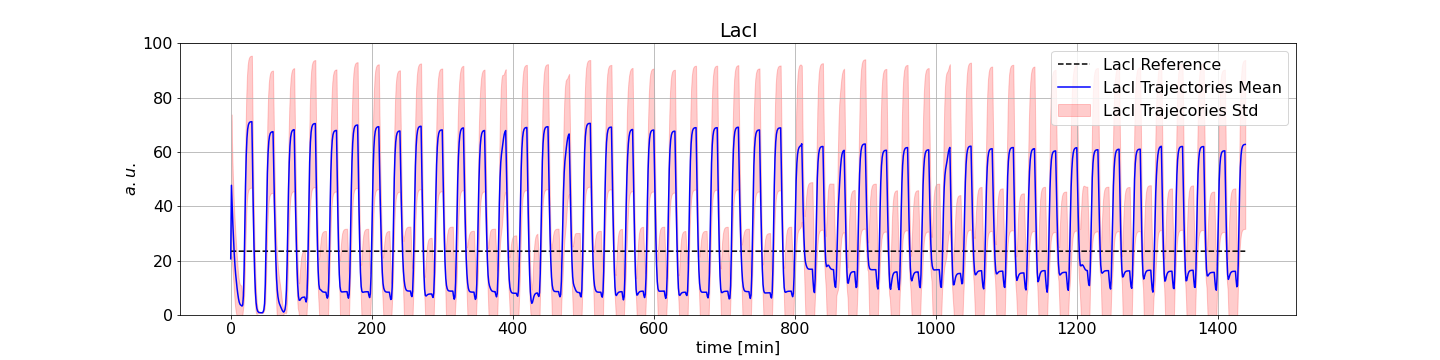 LacI
100
80
60
40
20
0
a. u.
0 200 400 600 800 1000 1200 1400
time [min]
LacI Reference
LacI Trajectories Mean
LacI Trajecories Std